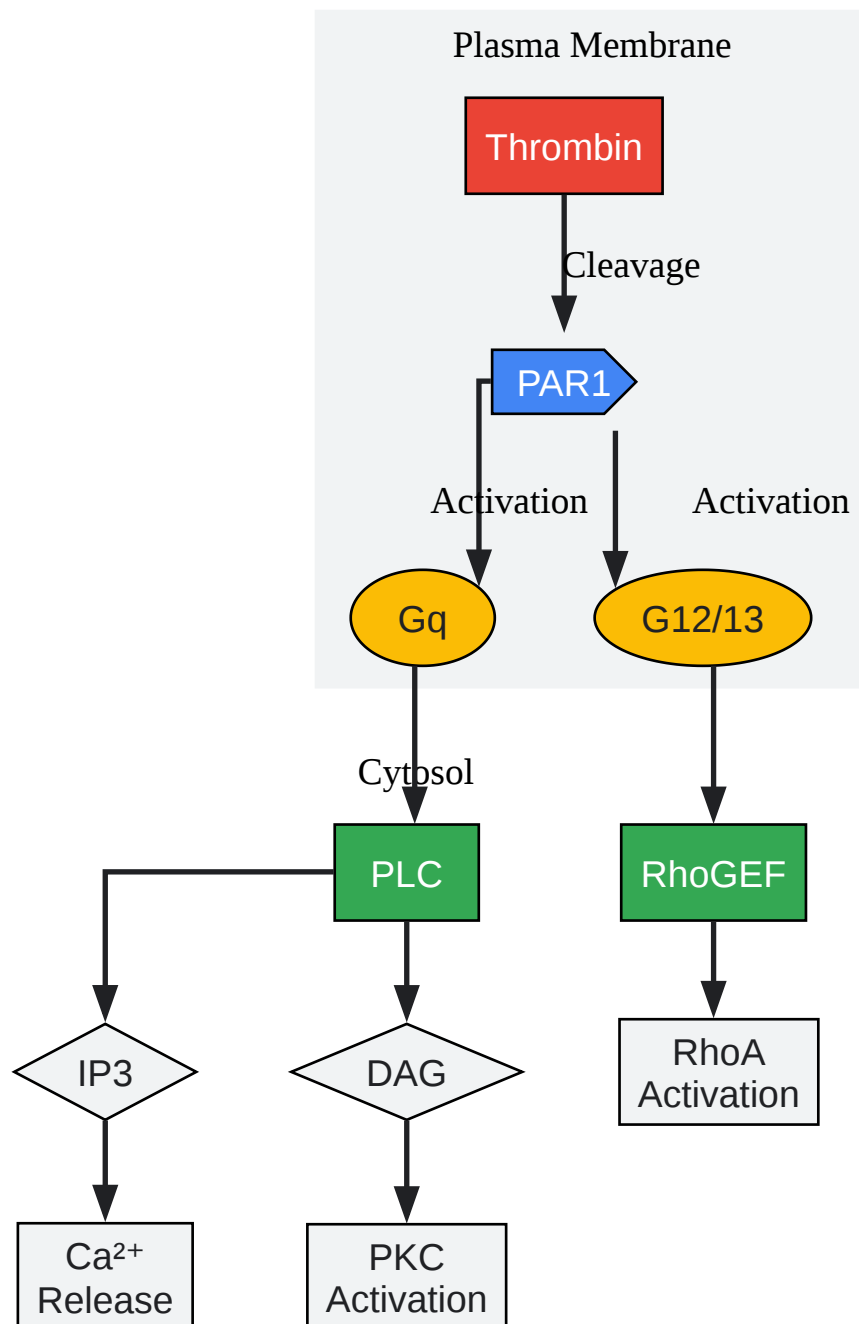 Plasma Membrane
Thrombin
Cleavage
PAR1
Activation
Activation
Gq
G12/13
Cytosol
PLC
RhoGEF
IP3
DAG
RhoA
Activation
Ca²⁺
Release
PKC
Activation